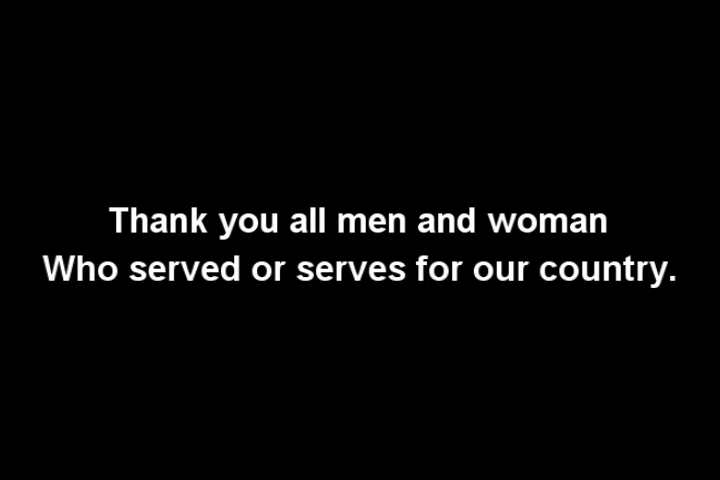 Thank you all men and woman
Who served or serves for our country.